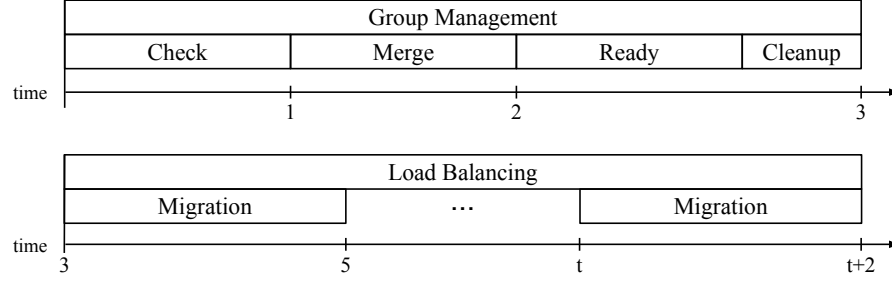 Group Management
Check Merge Ready Cleanup
time
1 2 3
Load Balancing
Migration ... Migration
time
3 5 t t+2